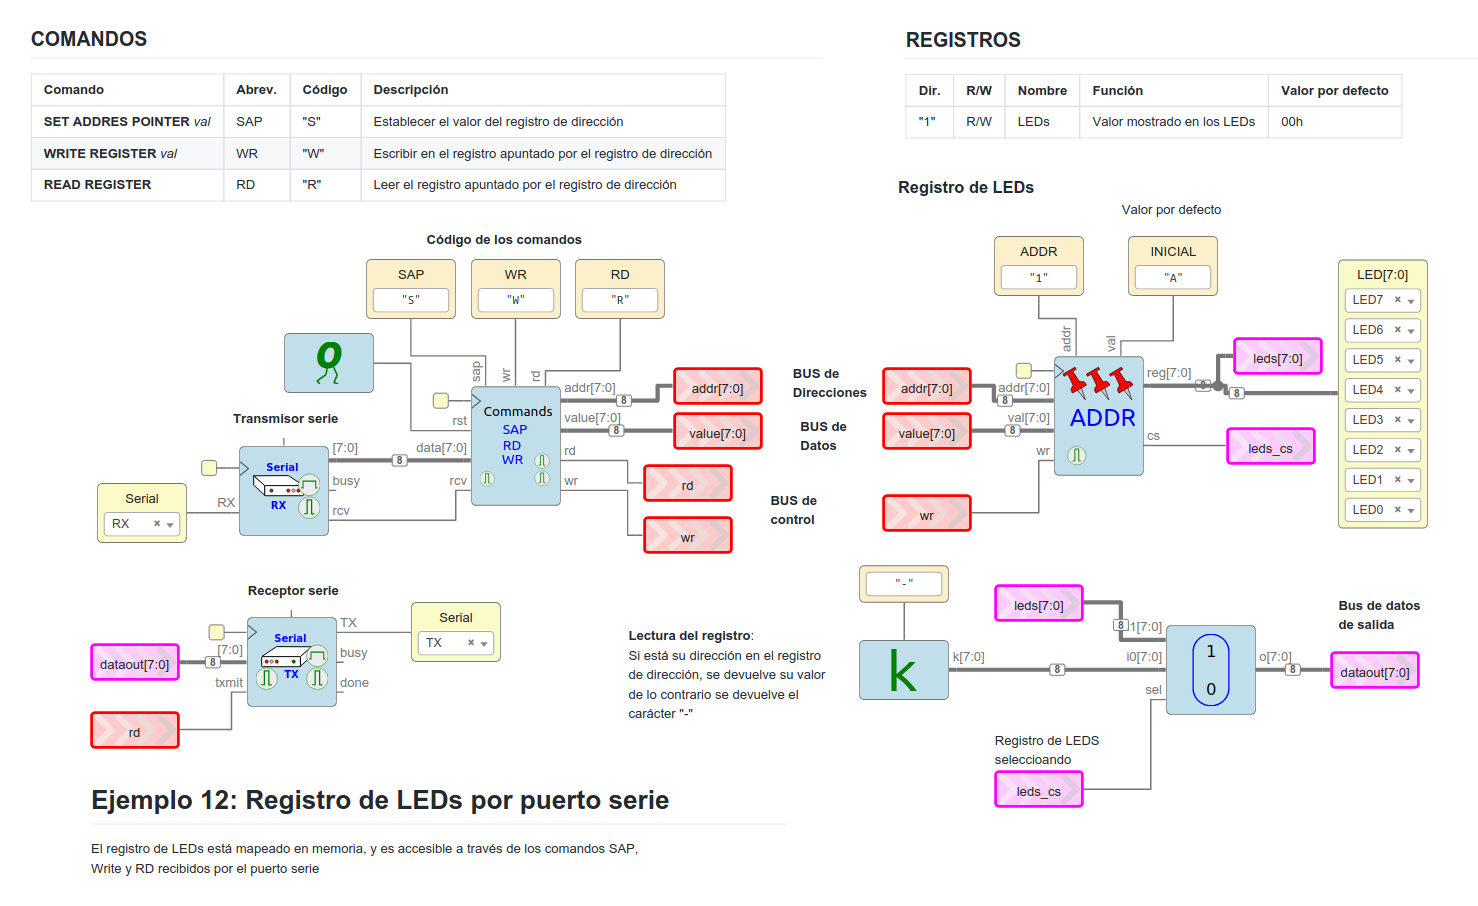 COMANDOS
Comando Abrev. Código Descripción
SET ADDRES POINTER val SAP "S" Establecer el valor del registro de dirección
WRITE REGISTER val WR "W" Escribir en el registro apuntado por el registro de dirección
READ REGISTER RD "R" Leer el registro apuntado por el registro de dirección
REGISTROS
Dir. R/W Nombre Función Valor por defecto
"1" R/W LEDs Valor mostrado en los LEDs 00h
Código de los comandos
SAP
"S"
WR
"W"
RD
"R"
sap
wr
rd
rst
data[7:0]
rcv
Commands
SAP
RD
WR
addr[7:0]
8
value[7:0]
8
rd
wr
addr[7:0]
value[7:0]
rd
wr
Transmisor serie
Serial
RX
RX
Serial
RX
[7:0]
8
busy
rcv
BUS de
Direcciones
BUS de
Datos
BUS de
control
Registro de LEDs
Valor por defecto
ADDR
"1"
INICIAL
"A"
addr
val
addr[7:0]
8
addr[7:0]
value[7:0]
8
val[7:0]
wr
wr
ADDR
reg[7:0]
8
8
cs
leds[7:0]
leds_cs
LED[7:0]
LED7
LED6
LED5
LED4
LED3
LED2
LED1
LED0
Receptor serie
dataout[7:0]
8
[7:0]
txmit
rd
Serial
TX
TX
busy
done
Serial
TX
Lectura del registro:
Si está su dirección en el registro
de dirección, se devuelve su valor
de lo contrario se devuelve el
carácter "-"
"-"
k
k[7:0]
8
leds[7:0]
8
1[7:0]
i0[7:0]
sel
1
0
o[7:0]
8
dataout[7:0]
Bus de datos
de salida
Registro de LEDS
seleccioando
leds_cs
Ejemplo 12: Registro de LEDs por puerto serie
El registro de LEDs está mapeado en memoria, y es accesible a través de los comandos SAP,
Write y RD recibidos por el puerto serie